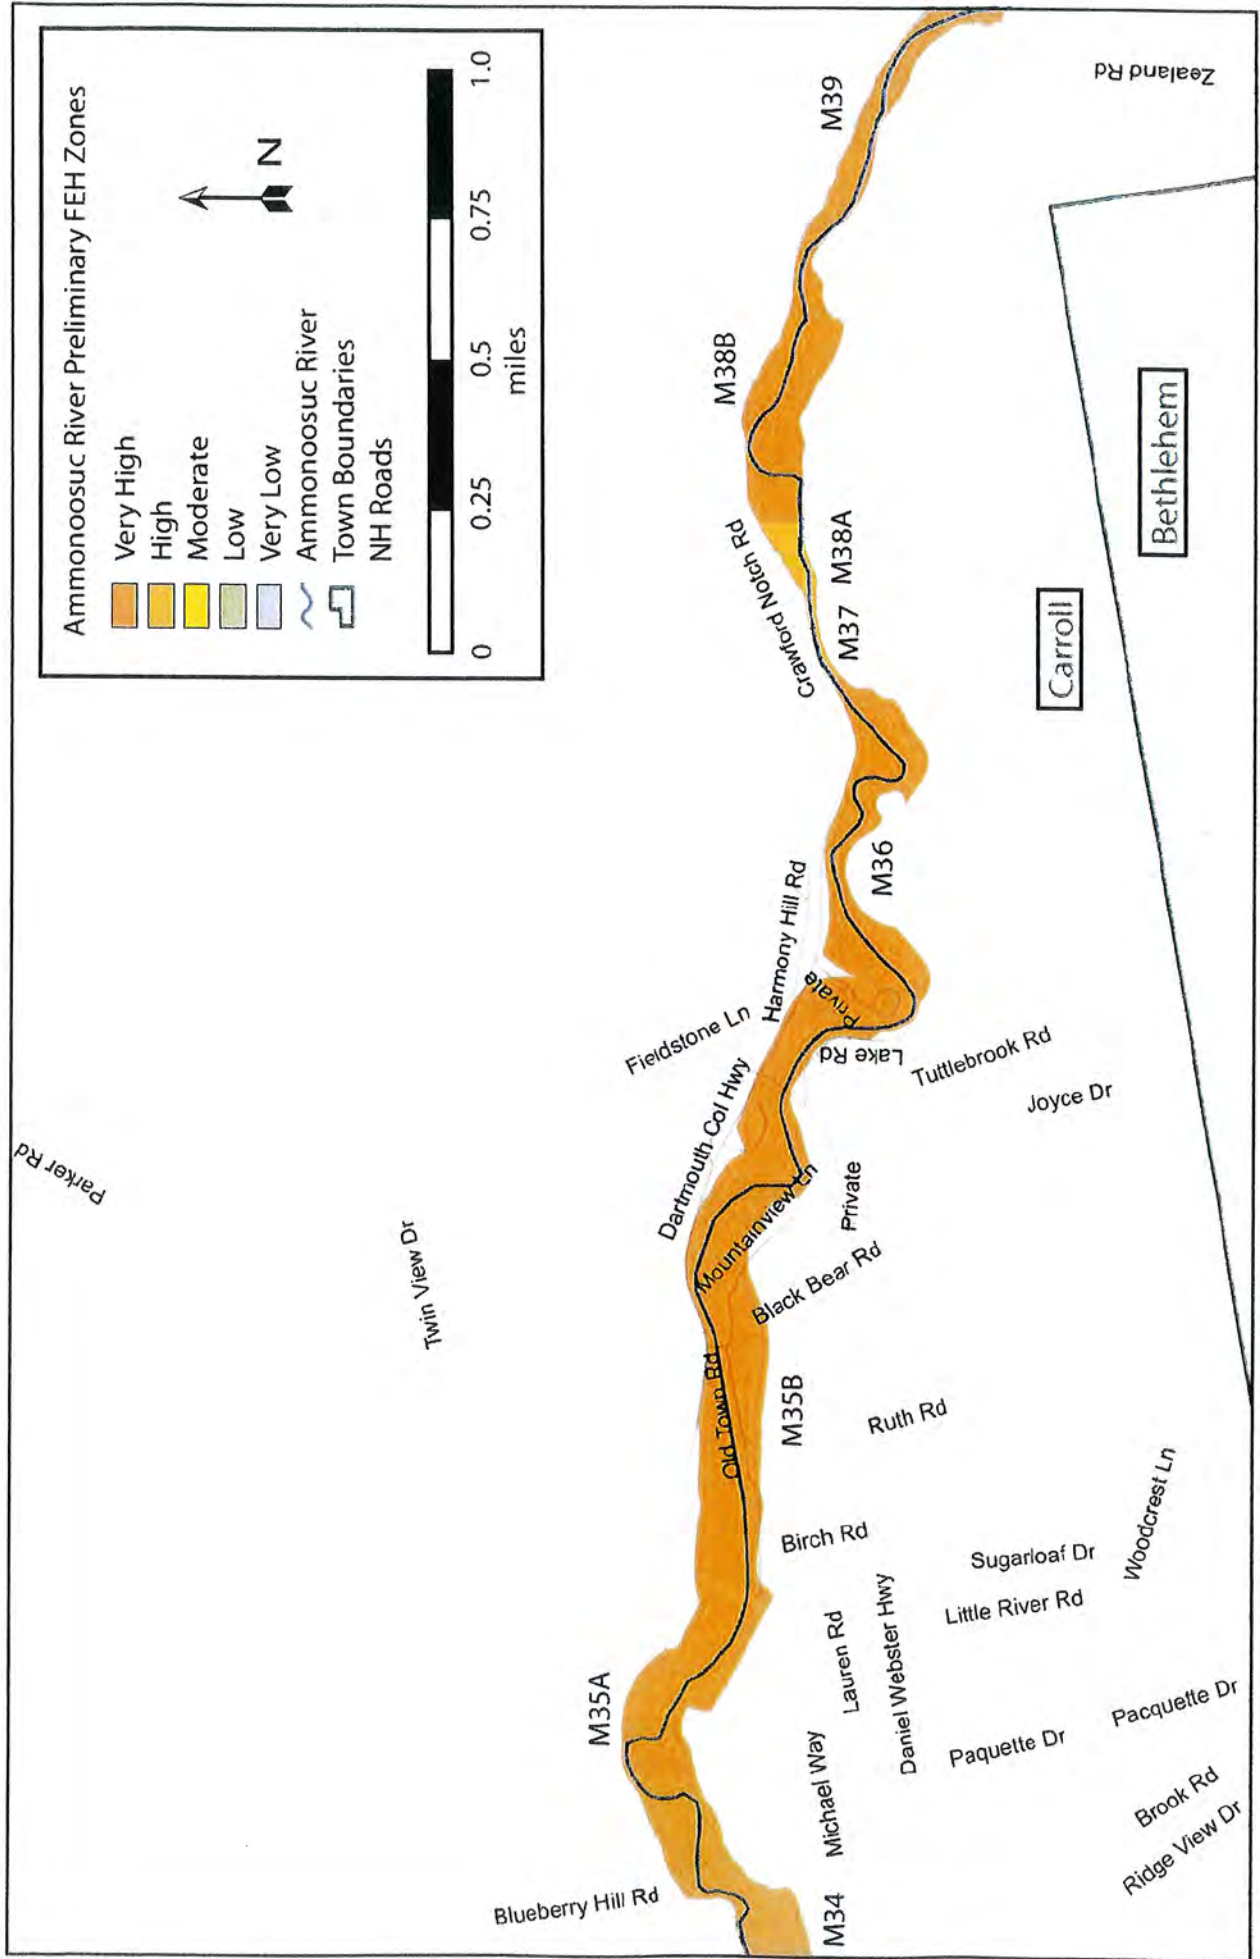 Ammonoosuc River Preliminary FEH Zones
Very High
High
Moderate
Low
Very Low
Ammonoosuc River
Town Boundaries
NH Roads
N
0
0.25
0.5
0.75
1.0
miles
Parker Rd
Twin View Dr
Blueberry Hill Rd
M34
M35A
Michael Way
Lauren Rd
Daniel Webster Hwy
Birch Rd
Old Town Rd
M35B
Ruth Rd
Sugarloaf Dr
Little River Rd
Woodcrest Ln
Paquette Dr
Pacquette Dr
Brook Rd
Ridge View Dr
Black Bear Rd
Mountainview Ln
Private
Dartmouth Col Hwy
Fieldstone Ln
Harmony Hill Rd
Private
Lake Rd
Tuttlebrook Rd
Joyce Dr
M36
Crawford Notch Rd
M37
M38A
M38B
M39
Zealand Rd
Carroll
Bethlehem